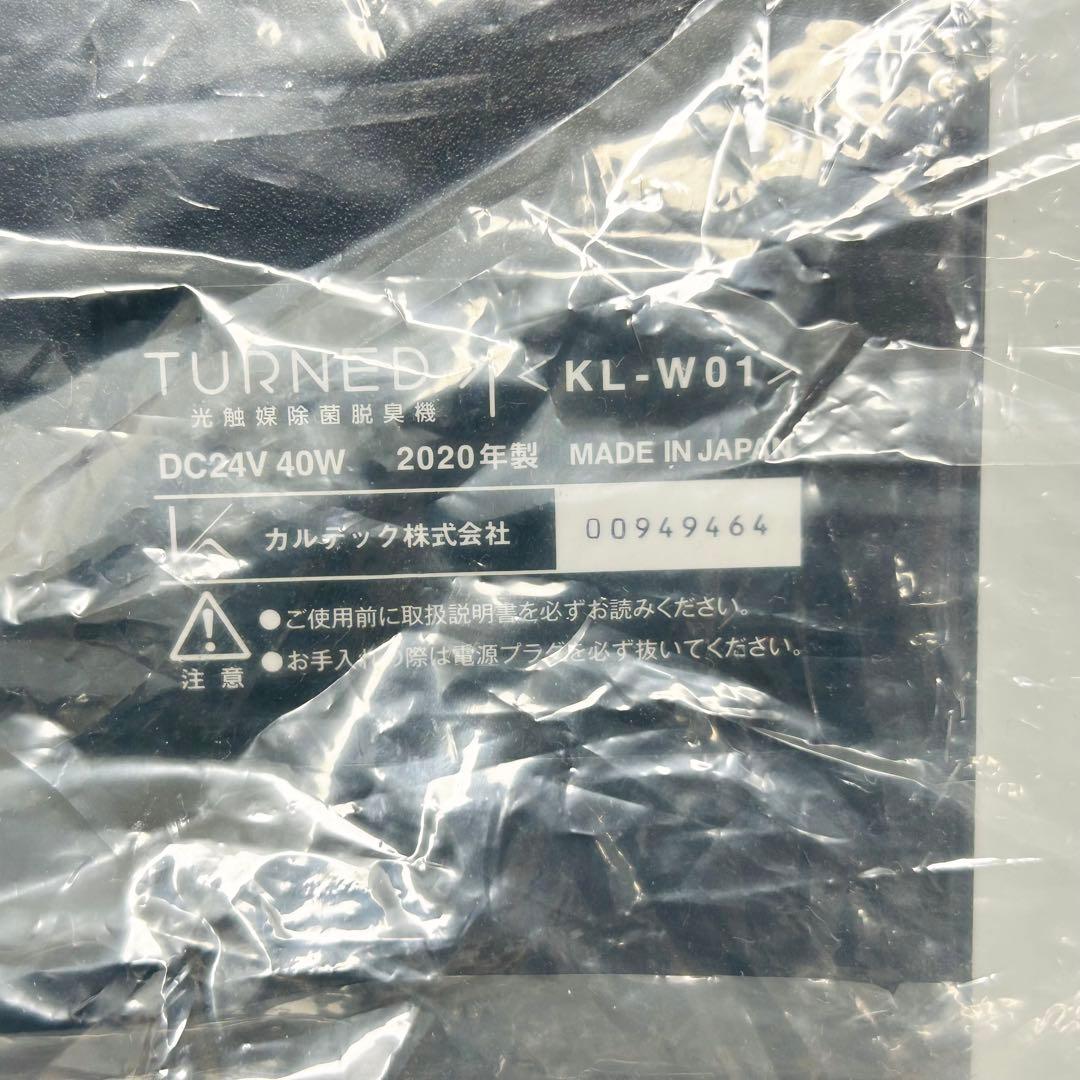 TURNED K <KL-W01>
光触媒除菌脱臭機
DC24V 40W 2020年製 MADE IN JAPAN
カルデック株式会社 00949464
●ご使用前に取扱説明書を必ずお読みください。
●お手入れの際は電源プラグを必ず抜いてください。
注意